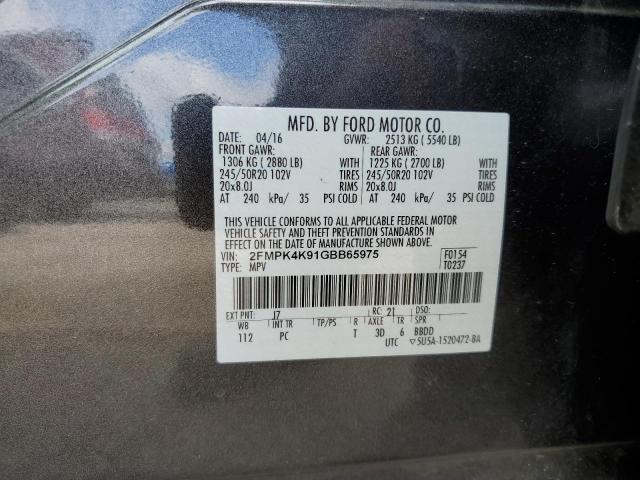 MFD. BY FORD MOTOR CO.
DATE: 04/16 GVWR: 2513 KG ( 5540 LB)
FRONT GAWR: REAR GAWR:
1306 KG ( 2880 LB) WITH 1225 KG ( 2700 LB) WITH
245/50R20 102V TIRES 245/50R20 102V TIRES
20x8.0J RIMS 20x8.0J RIMS
AT 240 kPa/ 35 PSI COLD AT 240 kPa/ 35 PSI COLD
THIS VEHICLE CONFORMS TO ALL APPLICABLE FEDERAL MOTOR
VEHICLE SAFETY AND THEFT PREVENTION STANDARDS IN
EFFECT ON THE DATE OF MANUFACTURE SHOWN ABOVE.
VIN: 2FMPK4K91GBB65975 F0154
TYPE: MPV T0237
EXT PNT: J7 RC: 21 DSO:
WB INT TR TP/PS R AXLE TR SPR
112 PC T 3D 6 BBDD
UTC ▽5U5A-1520472-BA